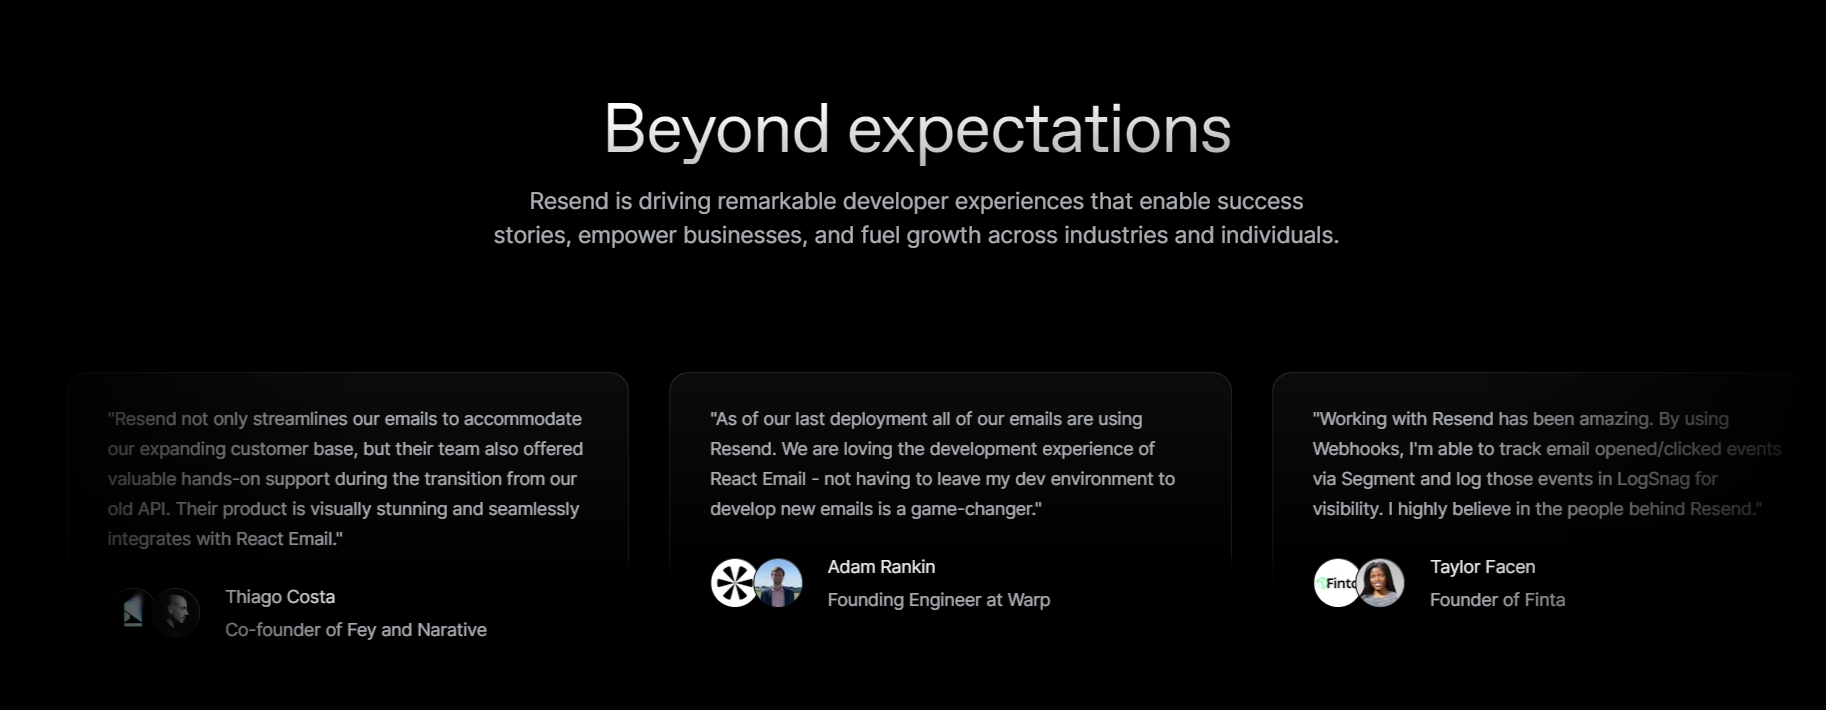 Beyond expectations
Resend is driving remarkable developer experiences that enable success
stories, empower businesses, and fuel growth across industries and individuals.
"Resend not only streamlines our emails to accommodate
our expanding customer base, but their team also offered
valuable hands-on support during the transition from our
old API. Their product is visually stunning and seamlessly
integrates with React Email."
Thiago Costa
Co-founder of Fey and Narative
"As of our last deployment all of our emails are using
Resend. We are loving the development experience of
React Email - not having to leave my dev environment to
develop new emails is a game-changer."
Adam Rankin
Founding Engineer at Warp
"Working with Resend has been amazing. By using
Webhooks, I'm able to track email opened/clicked events
via Segment and log those events in LogSnag for
visibility. I highly believe in the people behind Resend."
Finta
Taylor Facen
Founder of Finta